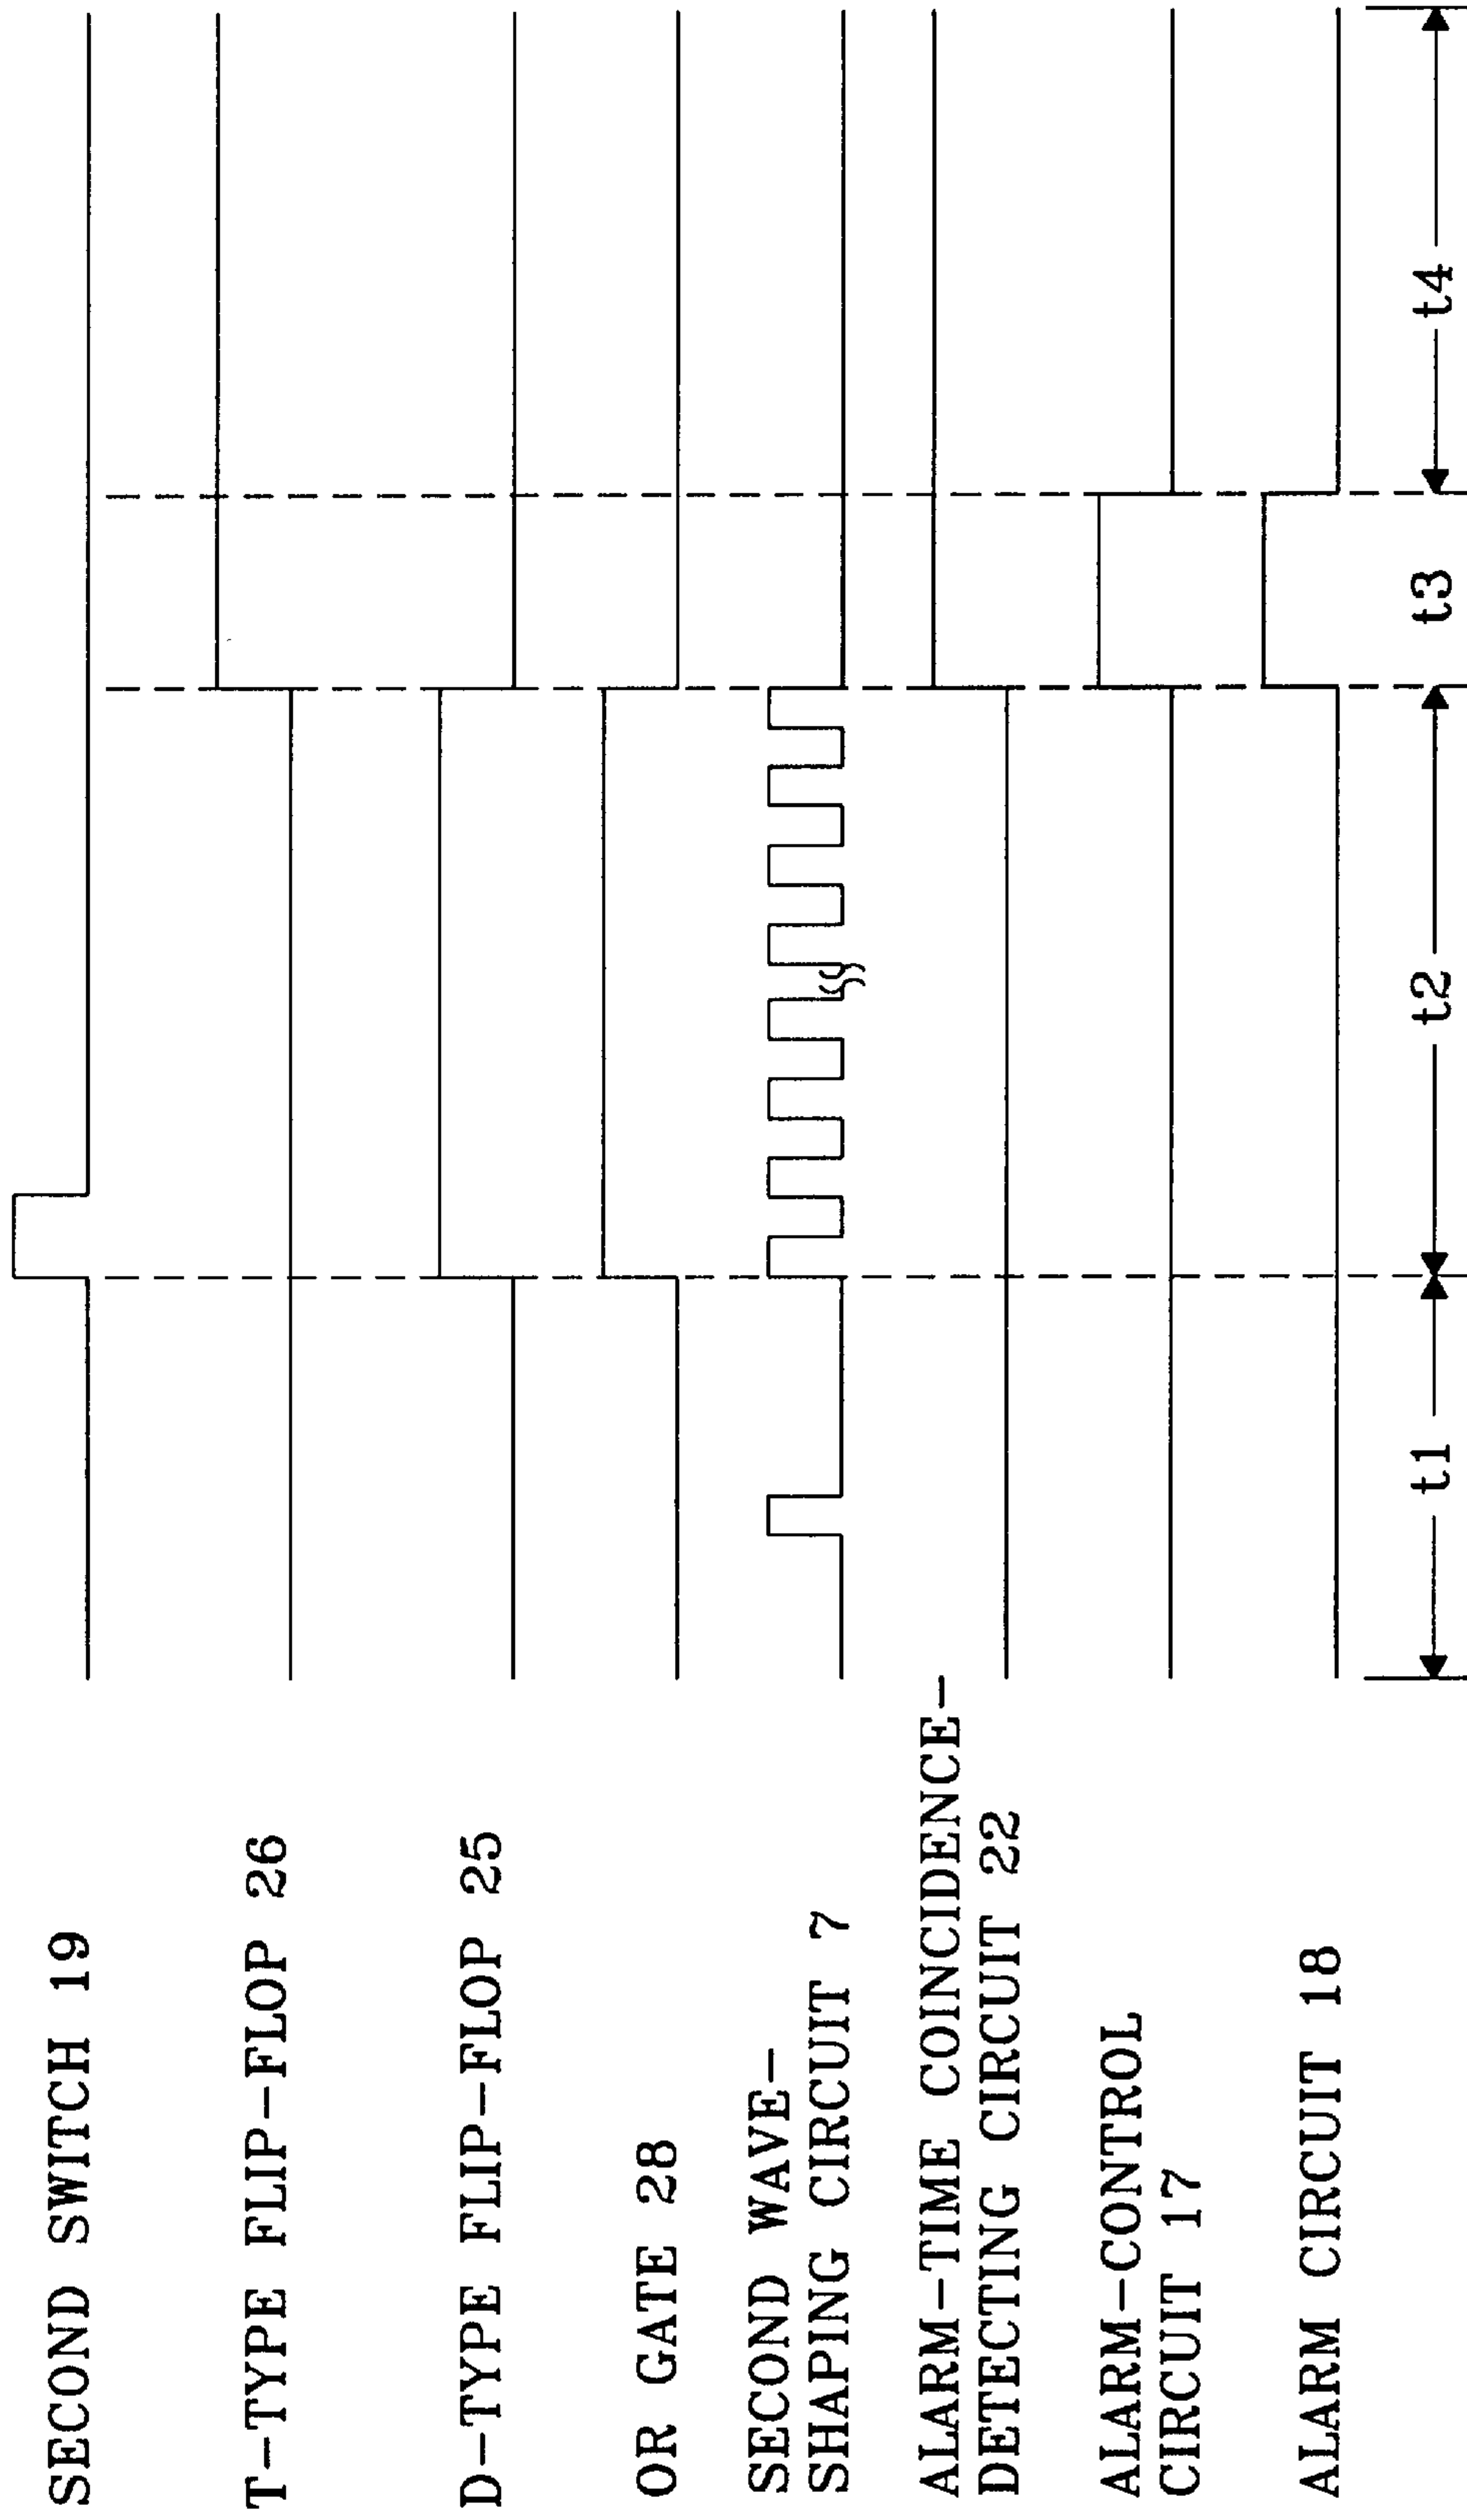 SECOND SWITCH 19
T-TYPE FLIP-FLOP 26
D-TYPE FLIP-FLOP 25
OR GATE 28
SECOND WAVE-
SHAPING CIRCUIT 7
ALARM-TIME COINCIDENCE-
DETECTING CIRCUIT 22
ALARM-CONTROL
CIRCUIT 17
ALARM CIRCUIT 18
t1
t2
t3
t4